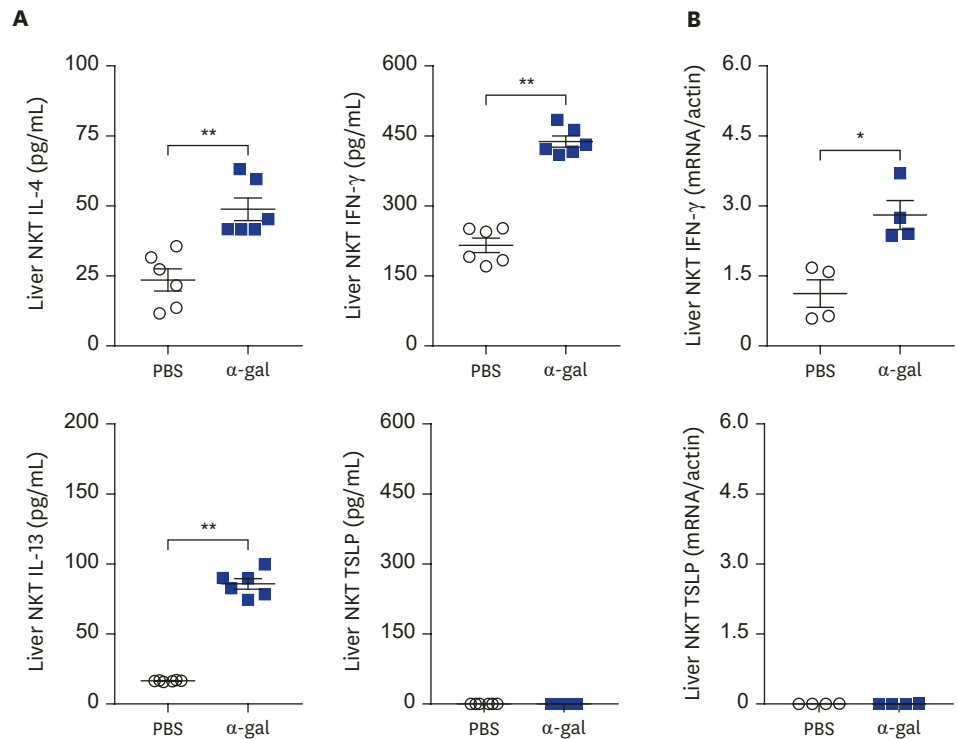 A
Liver NKT IL-4 (pg/mL)
100
75
50
25
0
**
PBS
α-gal
Liver NKT IFN-γ (pg/mL)
600
450
300
150
0
**
PBS
α-gal
B
Liver NKT IFN-γ (mRNA/actin)
6.0
4.5
3.0
1.5
0
*
PBS
α-gal
Liver NKT IL-13 (pg/mL)
200
150
100
50
0
**
PBS
α-gal
Liver NKT TSLP (pg/mL)
600
450
300
150
0
PBS
α-gal
Liver NKT TSLP (mRNA/actin)
6.0
4.5
3.0
1.5
0
PBS
α-gal